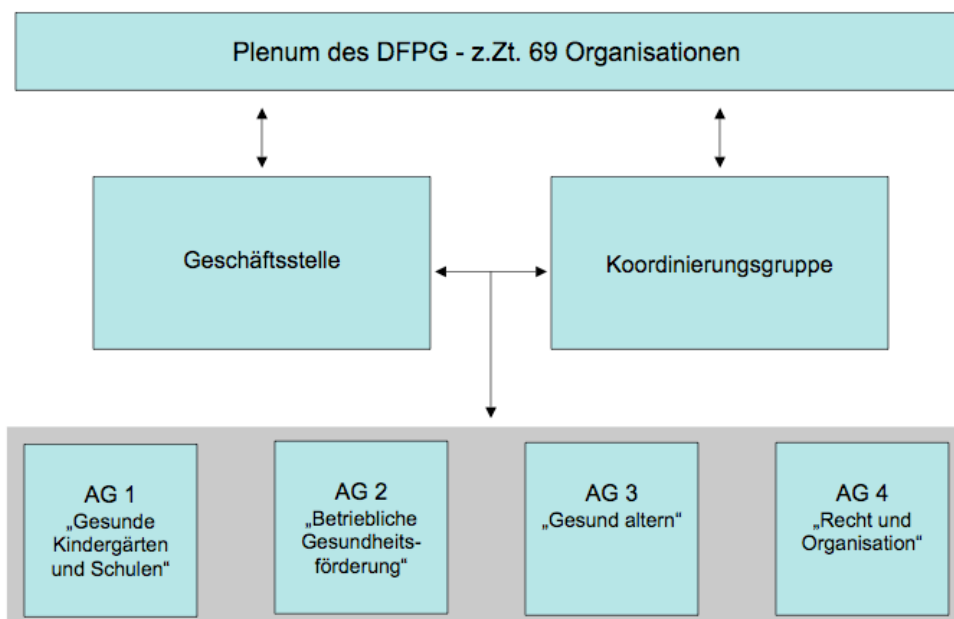 Plenum des DFPG - z.Zt. 69 Organisationen
Geschäftsstelle
Koordinierungsgruppe
AG 1
„Gesunde
Kindergärten
und Schulen“
AG 2
„Betriebliche
Gesundheits-
förderung“
AG 3
„Gesund altern“
AG 4
„Recht und
Organisation“